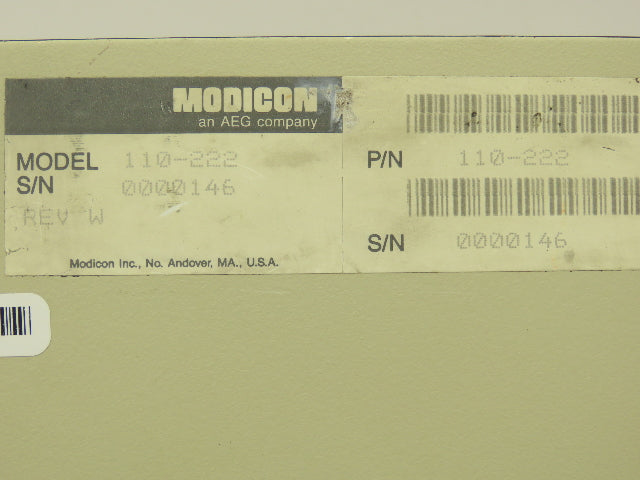 MODICON
an AEG company
MODEL 110-222
S/N 0000146
REV W
Modicon Inc., No. Andover, MA., U.S.A.
P/N 110-222
S/N 0000146